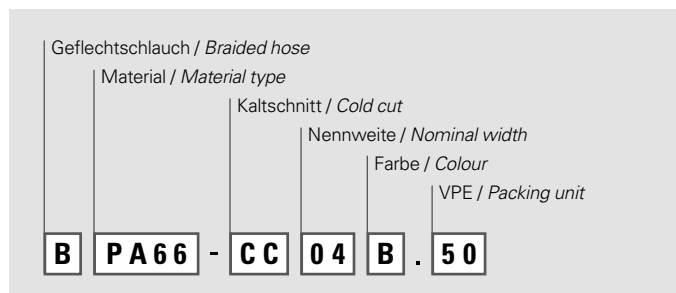 Geflechtschlauch / Braided hose
Material / Material type
Kaltschnitt / Cold cut
Nennweite / Nominal width
Farbe / Colour
VPE / Packing unit
B PA66 - CC 04 B . 50